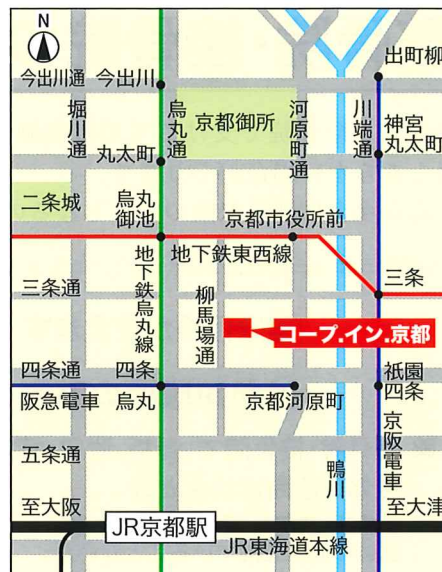 N
今出川通
今出川
出町柳
堀川通
烏丸通
京都御所
河原町通
川端通
神宮
丸太町
丸太町
二条城
烏丸
御池
京都市役所前
地下鉄烏丸線
地下鉄東西線
三条通
柳馬場通
三条
コープ.イン.京都
四条通
四条
祇園
四条
阪急電車
烏丸
京都河原町
京阪電車
五条通
鴨川
至大阪
至大津
JR京都駅
JR東海道本線